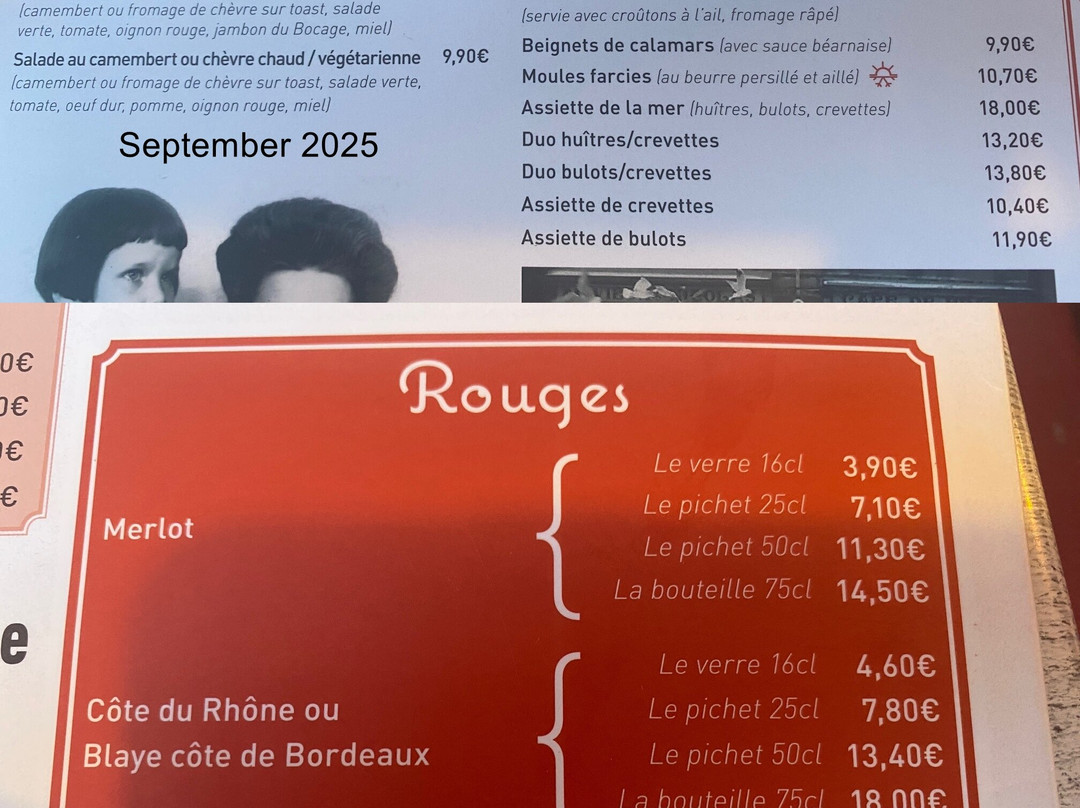 (camembert ou fromage de chèvre sur toast, salade
verte, tomate, oignon rouge, jambon du Bocage, miel)
Salade au camembert ou chèvre chaud / végétarienne 9,90€
(camembert ou fromage de chèvre sur toast, salade verte,
tomate, oeuf dur, pomme, oignon rouge, miel)
September 2025
(servie avec croûtons à l'ail, fromage râpé)
Beignets de calamars (avec sauce béarnaise) 9,90€
Moules farcies (au beurre persillé et aillé) 10,70€
Assiette de la mer (huîtres, bulots, crevettes) 18,00€
Duo huîtres/crevettes 13,20€
Duo bulots/crevettes 13,80€
Assiette de crevettes 10,40€
Assiette de bulots 11,90€
0€
0€
€
€
e
Rouges
Merlot
Le verre 16cl 3,90€
Le pichet 25cl 7,10€
Le pichet 50cl 11,30€
La bouteille 75cl 14,50€
Côte du Rhône ou
Blaye côte de Bordeaux
Le verre 16cl 4,60€
Le pichet 25cl 7,80€
Le pichet 50cl 13,40€
La bouteille 75cl 18,00€